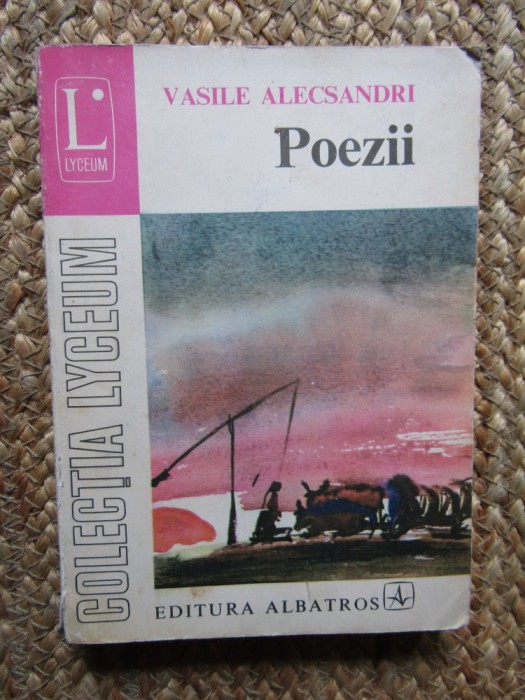 L
LYCEUM
VASILE ALECSANDRI
Poezii
COLECȚIA LYCEUM
EDITURA ALBATROS